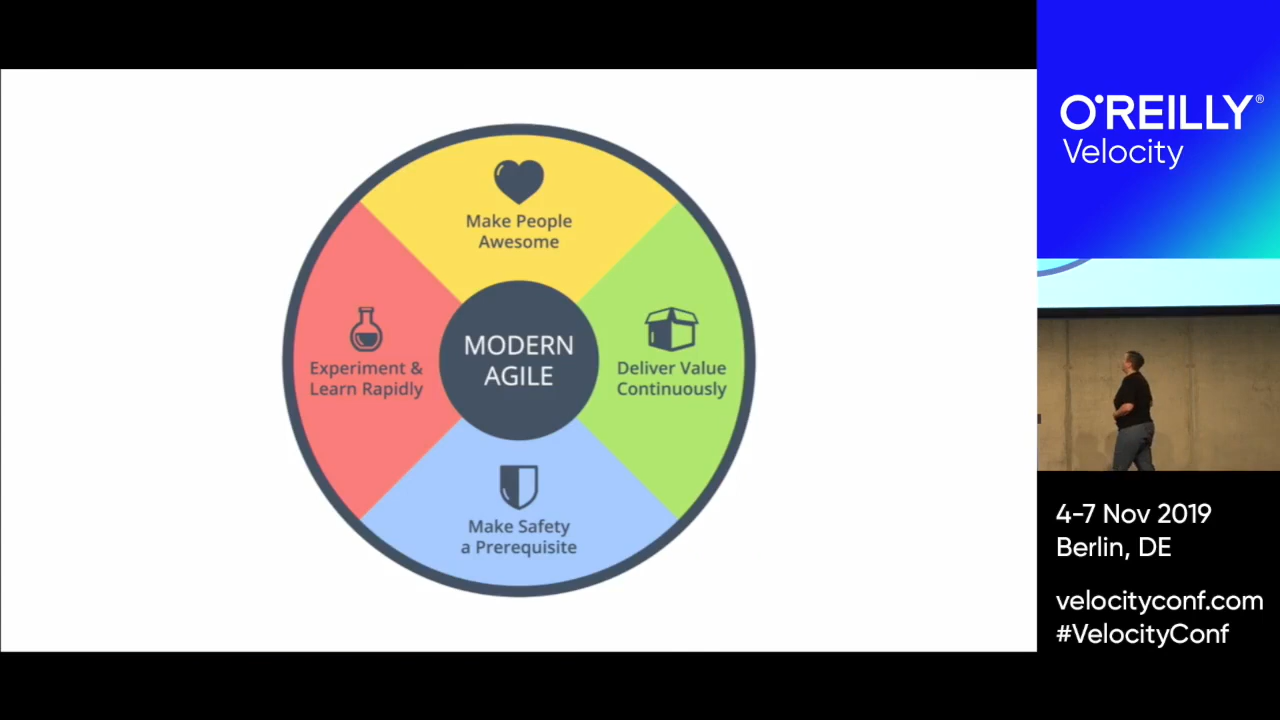 Make People
Awesome
Experiment &
Learn Rapidly
MODERN
AGILE
Deliver Value
Continuously
Make Safety
a Prerequisite
O'REILLY®
Velocity
4-7 Nov 2019
Berlin, DE
velocityconf.com
#VelocityConf